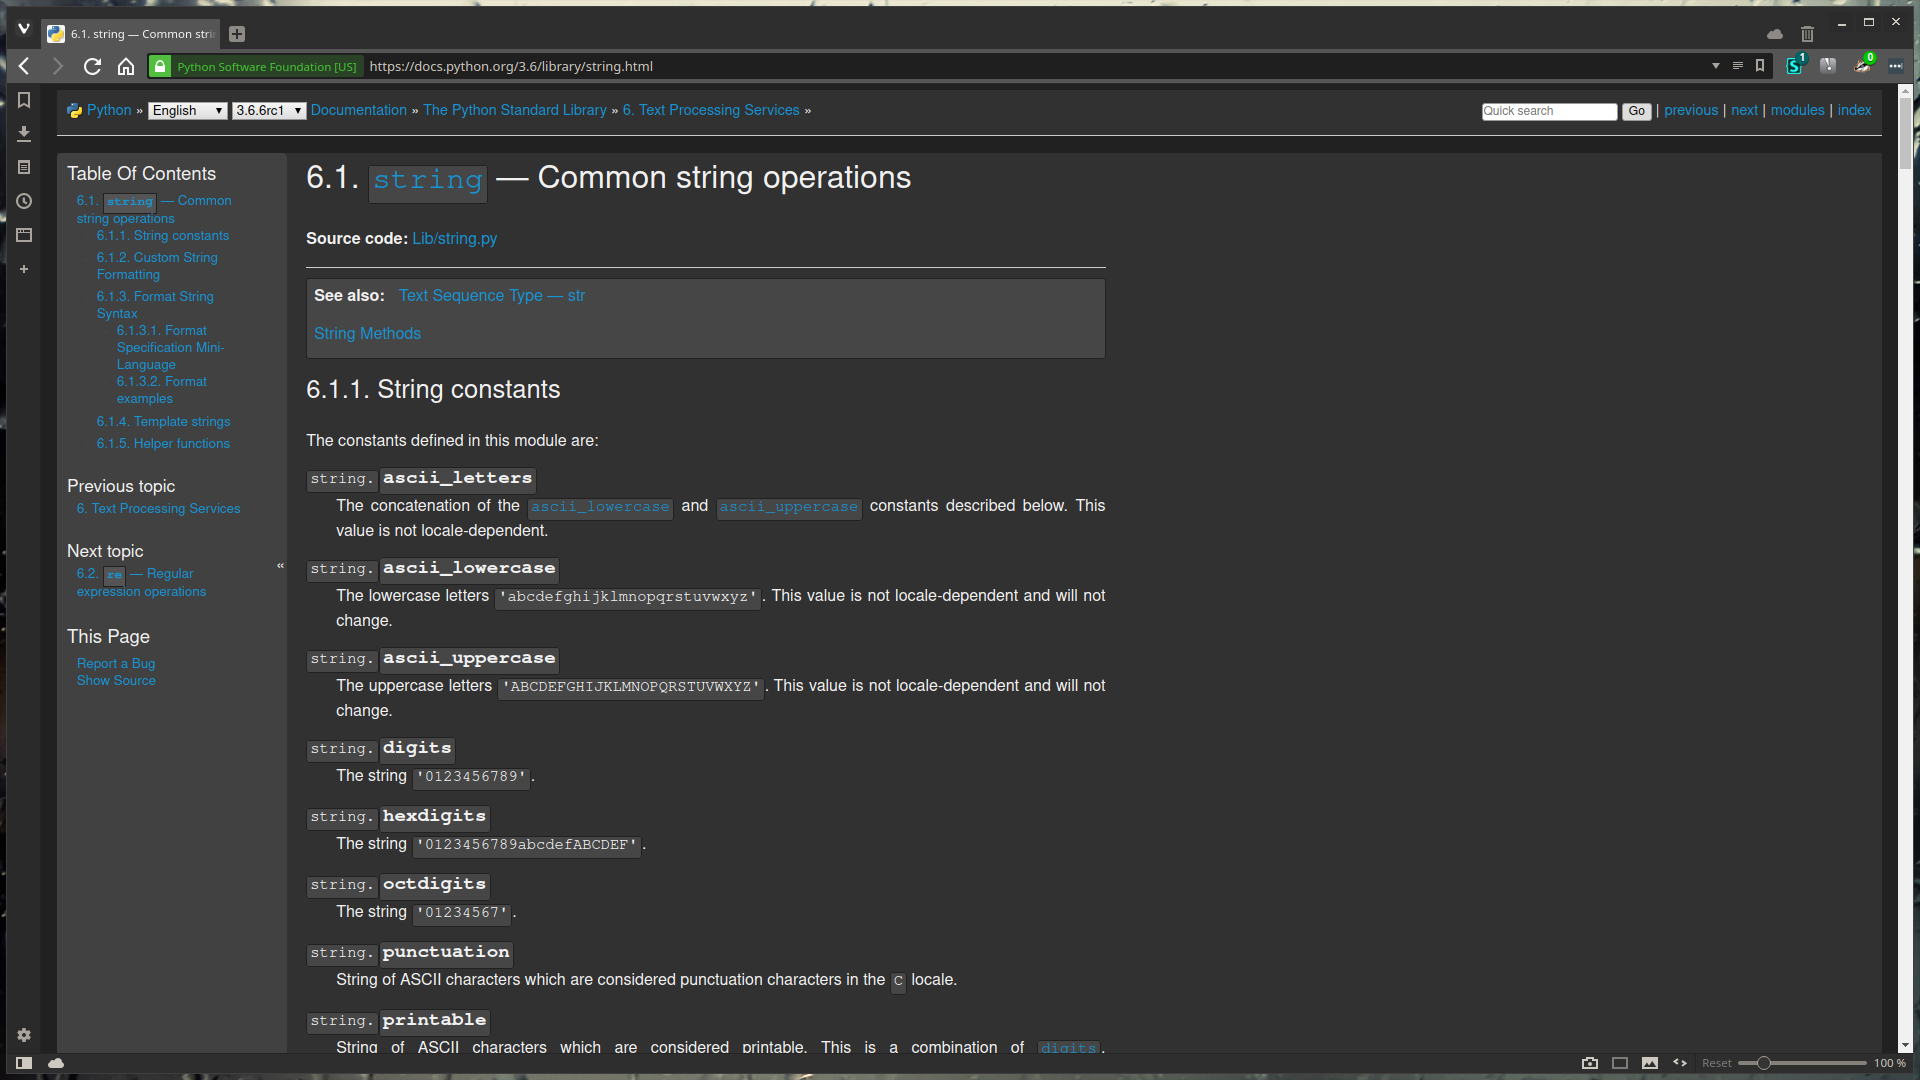 6.1. string — Common stri
Python Software Foundation [US] https://docs.python.org/3.6/library/string.html
1
0
Python » English 3.6.6rc1 Documentation » The Python Standard Library » 6. Text Processing Services »
Quick search Go | previous | next | modules | index
Table Of Contents
6.1. string — Common
string operations
6.1.1. String constants
6.1.2. Custom String
Formatting
6.1.3. Format String
Syntax
6.1.3.1. Format
Specification Mini-
Language
6.1.3.2. Format
examples
6.1.4. Template strings
6.1.5. Helper functions
Previous topic
6. Text Processing Services
Next topic
6.2. re — Regular
expression operations
This Page
Report a Bug
Show Source
«
6.1. string — Common string operations
Source code: Lib/string.py
See also: Text Sequence Type — str
String Methods
6.1.1. String constants
The constants defined in this module are:
string. ascii_letters
The concatenation of the ascii_lowercase and ascii_uppercase constants described below. This
value is not locale-dependent.
string. ascii_lowercase
The lowercase letters 'abcdefghijklmnopqrstuvwxyz'. This value is not locale-dependent and will not
change.
string. ascii_uppercase
The uppercase letters 'ABCDEFGHIJKLMNOPQRSTUVWXYZ'. This value is not locale-dependent and will not
change.
string. digits
The string '0123456789'.
string. hexdigits
The string '0123456789abcdefABCDEF'.
string. octdigits
The string '01234567'.
string. punctuation
String of ASCII characters which are considered punctuation characters in the C locale.
string. printable
String of ASCII characters which are considered printable. This is a combination of digits,
Reset 100 %